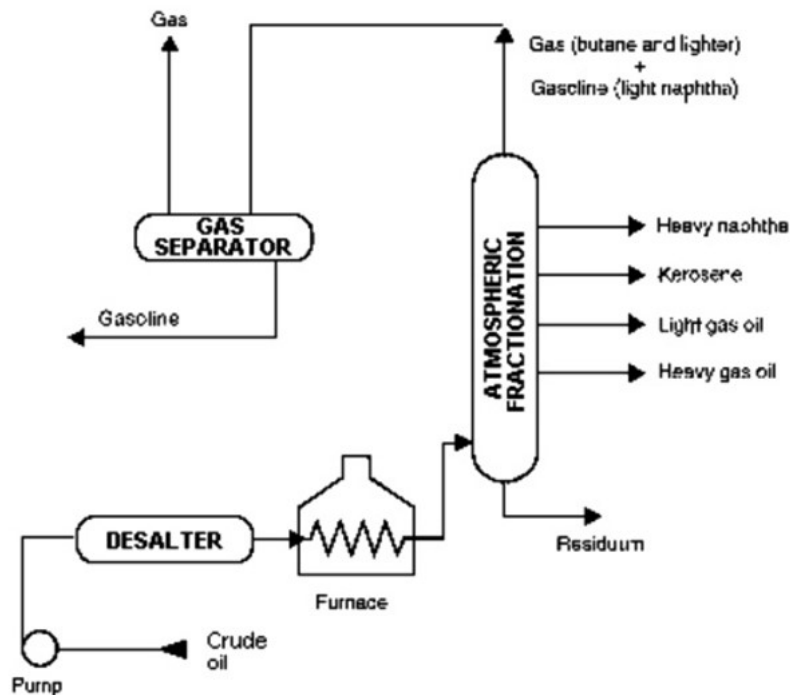 Gas
Gas (butane and lighter)
+
Gasoline (light naphtha)
GAS
SEPARATOR
Gasoline
ATMOSPHERIC
FRACTIONATION
Heavy naphtha
Kerosene
Light gas oil
Heavy gas oil
DESALTER
Furnace
Residuum
Crude
oil
Pump